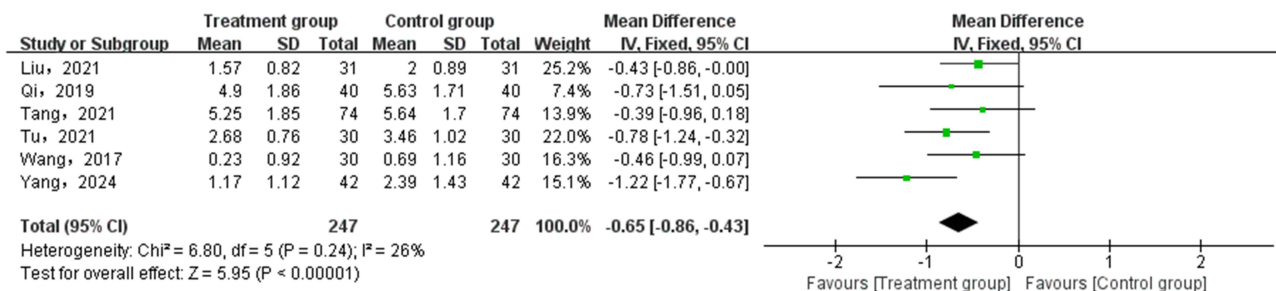 Treatment group Control group Mean Difference Mean Difference
Study or Subgroup Mean SD Total Mean SD Total Weight IV, Fixed, 95% CI IV, Fixed, 95% CI
Liu，2021 1.57 0.82 31 2 0.89 31 25.2% -0.43 [-0.86, -0.00]
Qi，2019 4.9 1.86 40 5.63 1.71 40 7.4% -0.73 [-1.51, 0.05]
Tang，2021 5.25 1.85 74 5.64 1.7 74 13.9% -0.39 [-0.96, 0.18]
Tu，2021 2.68 0.76 30 3.46 1.02 30 22.0% -0.78 [-1.24, -0.32]
Wang，2017 0.23 0.92 30 0.69 1.16 30 16.3% -0.46 [-0.99, 0.07]
Yang，2024 1.17 1.12 42 2.39 1.43 42 15.1% -1.22 [-1.77, -0.67]
Total (95% CI) 247 247 100.0% -0.65 [-0.86, -0.43]
Heterogeneity: Chi² = 6.80, df = 5 (P = 0.24); I² = 26%
Test for overall effect: Z = 5.95 (P < 0.00001)
-2 -1 0 1 2
Favours [Treatment group] Favours [Control group]